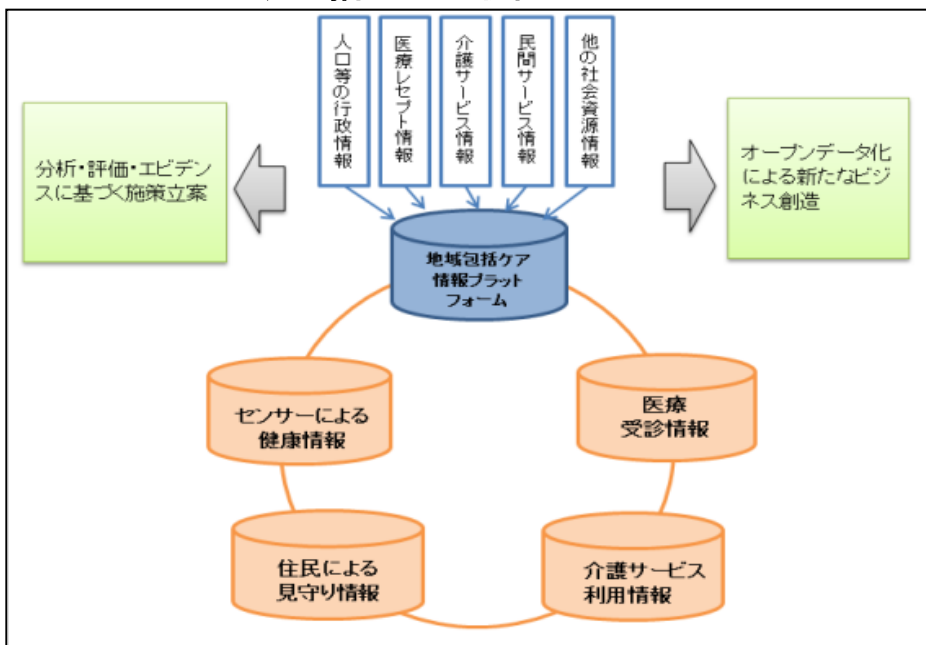 人口等の行政情報
医療レセプト情報
介護サービス情報
民間サービス情報
他の社会資源情報
分析・評価・エビデン
スに基づく施策立案
オープンデータ化
による新たなビジ
ネス創造
地域包括ケア
情報プラット
フォーム
センサーによる
健康情報
医療
受診情報
住民による
見守り情報
介護サービス
利用情報